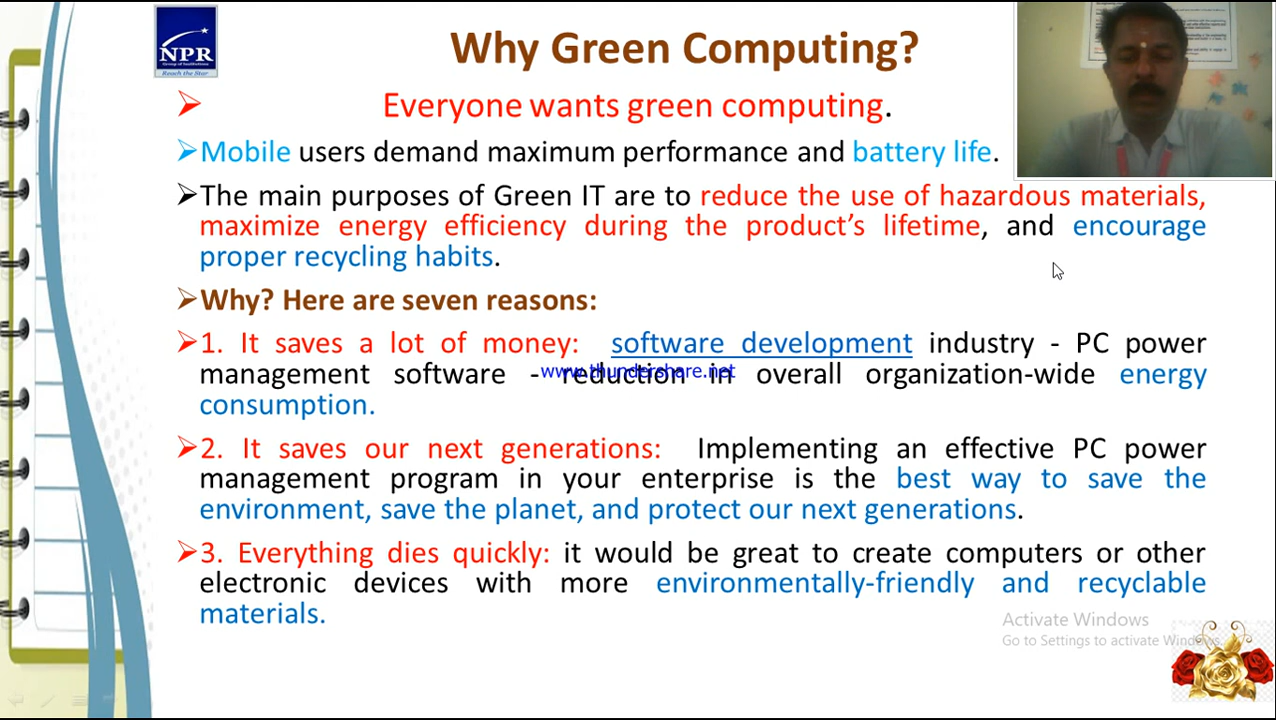 NPR
Group of Institutions
Reach the Star
Why Green Computing?
➢ Everyone wants green computing.
➢Mobile users demand maximum performance and battery life.
➢The main purposes of Green IT are to reduce the use of hazardous materials,
maximize energy efficiency during the product’s lifetime, and encourage
proper recycling habits.
➢Why? Here are seven reasons:
➢1. It saves a lot of money: software development industry - PC power
management software - reduction in overall organization-wide energy
www.thundershare.net
consumption.
➢2. It saves our next generations: Implementing an effective PC power
management program in your enterprise is the best way to save the
environment, save the planet, and protect our next generations.
➢3. Everything dies quickly: it would be great to create computers or other
electronic devices with more environmentally-friendly and recyclable
materials.
Activate Windows
Go to Settings to activate Windows.